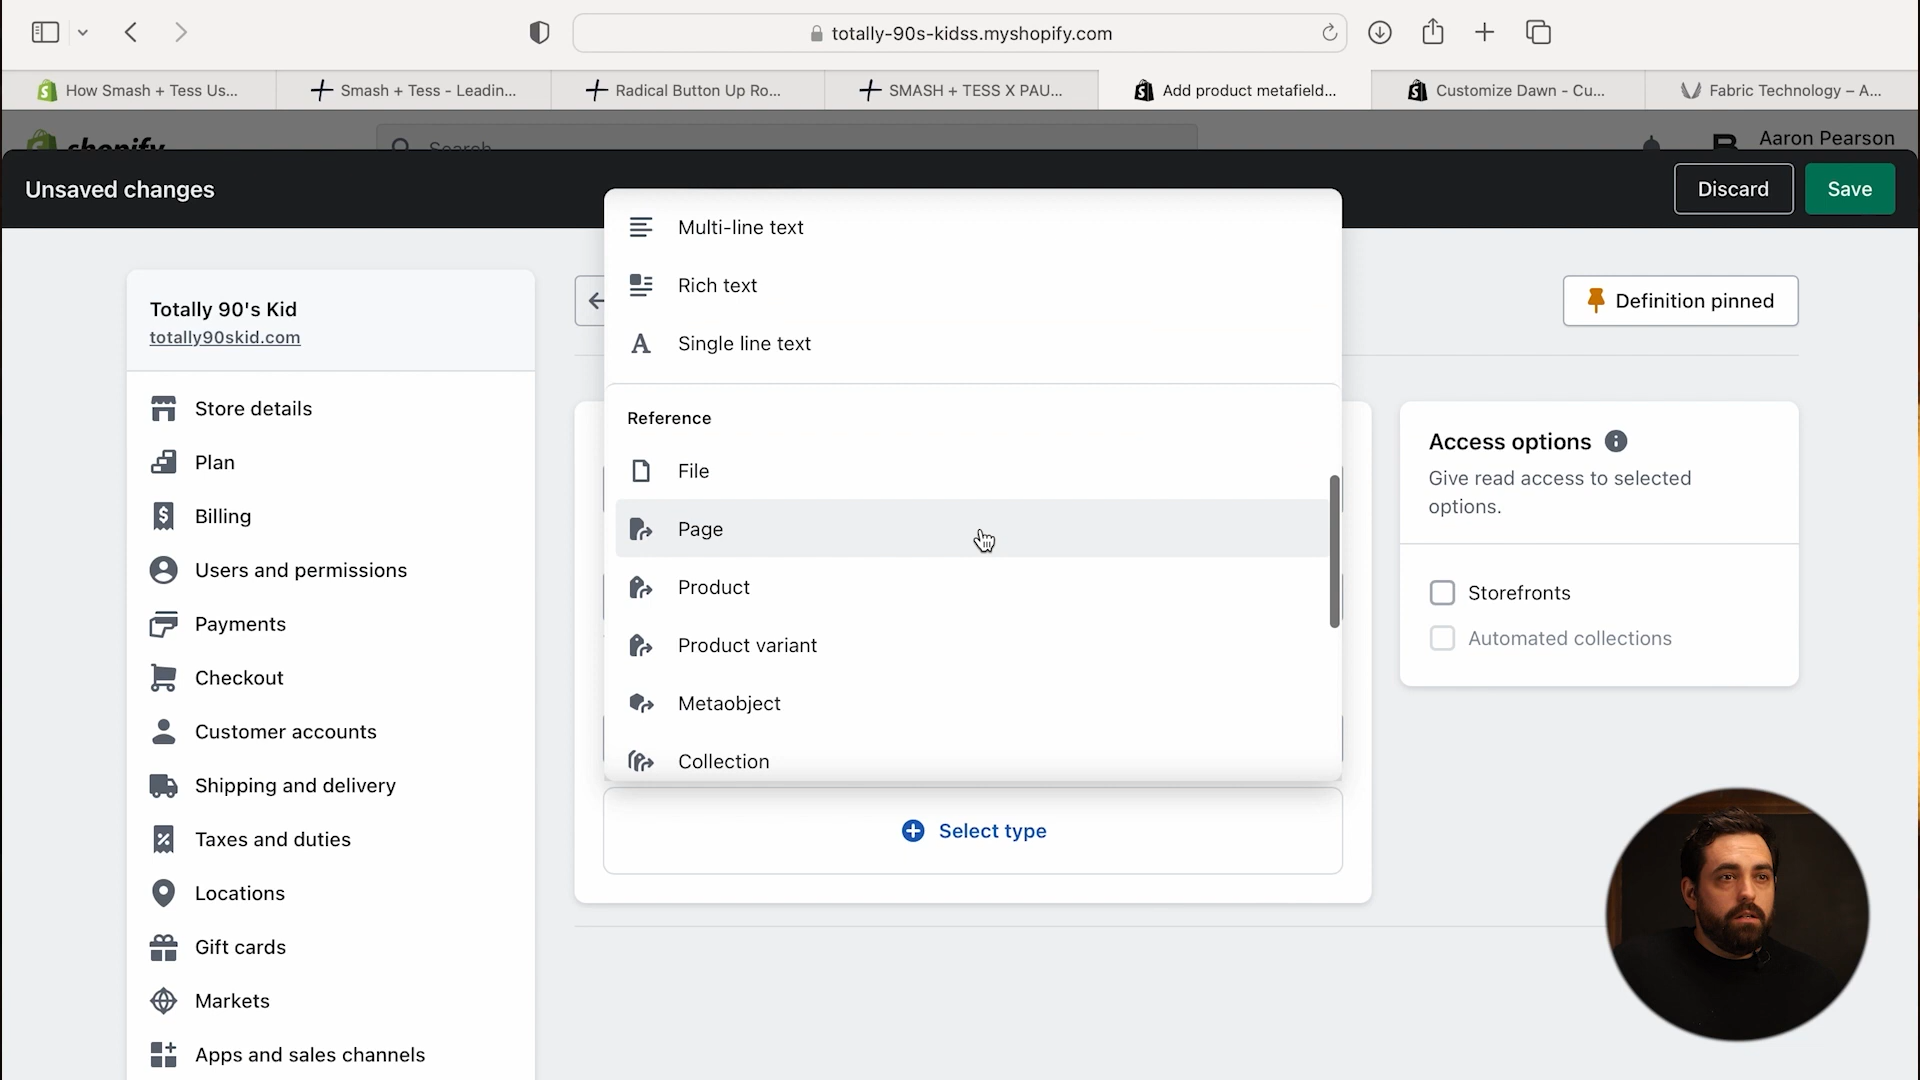 totally-90s-kidss.myshopify.com
How Smash + Tess Us...
Smash + Tess - Leadin...
Radical Button Up Ro...
SMASH + TESS X PAU...
Add product metafield...
Customize Dawn - Cu...
Fabric Technology – A...
shopify
Search
Aaron Pearson
Unsaved changes
Discard
Save
Totally 90's Kid
totally90skid.com
Store details
Plan
Billing
Users and permissions
Payments
Checkout
Customer accounts
Shipping and delivery
Taxes and duties
Locations
Gift cards
Markets
Apps and sales channels
Multi-line text
Rich text
Single line text
Reference
File
Page
Product
Product variant
Metaobject
Collection
Select type
Definition pinned
Access options
Give read access to selected
options.
Storefronts
Automated collections